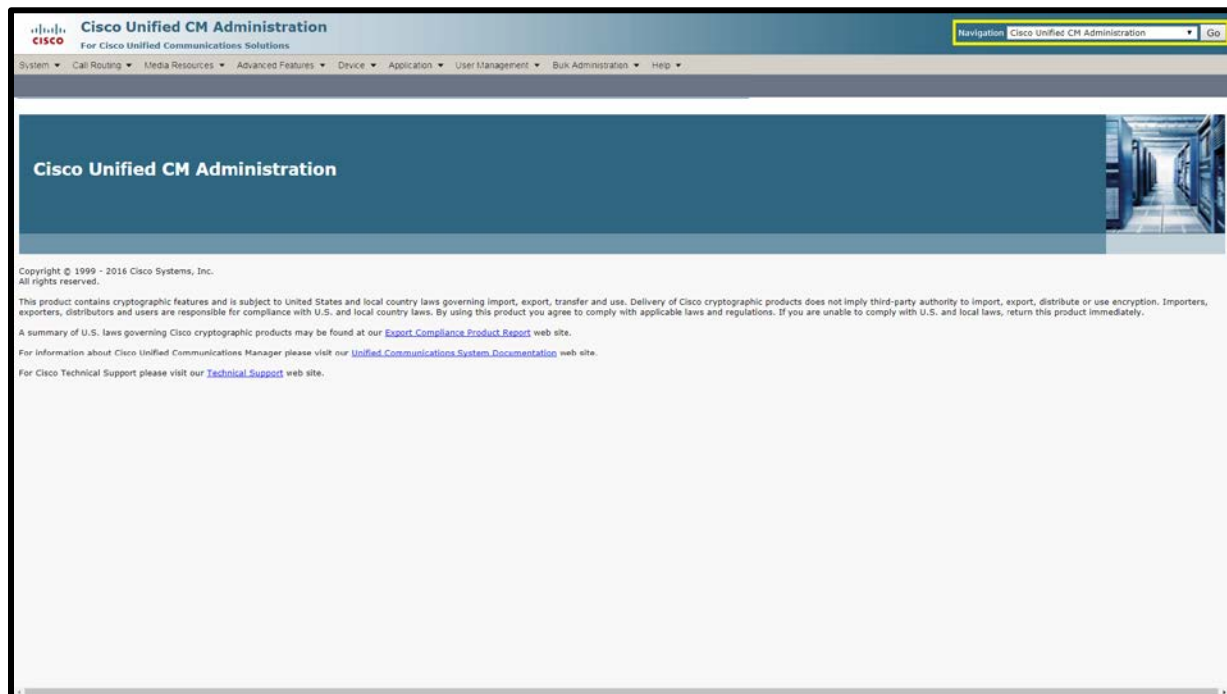 CISCO
Cisco Unified CM Administration
For Cisco Unified Communications Solutions
Navigation Cisco Unified CM Administration Go
System Call Routing Media Resources Advanced Features Device Application User Management Bulk Administration Help
Cisco Unified CM Administration
Copyright © 1999 - 2016 Cisco Systems, Inc.
All rights reserved.
This product contains cryptographic features and is subject to United States and local country laws governing import, export, transfer and use. Delivery of Cisco cryptographic products does not imply third-party authority to import, export, distribute or use encryption. Importers,
exporters, distributors and users are responsible for compliance with U.S. and local country laws. By using this product you agree to comply with applicable laws and regulations. If you are unable to comply with U.S. and local laws, return this product immediately.
A summary of U.S. laws governing Cisco cryptographic products may be found at our Export Compliance Product Report web site.
For information about Cisco Unified Communications Manager please visit our Unified Communications System Documentation web site.
For Cisco Technical Support please visit our Technical Support web site.